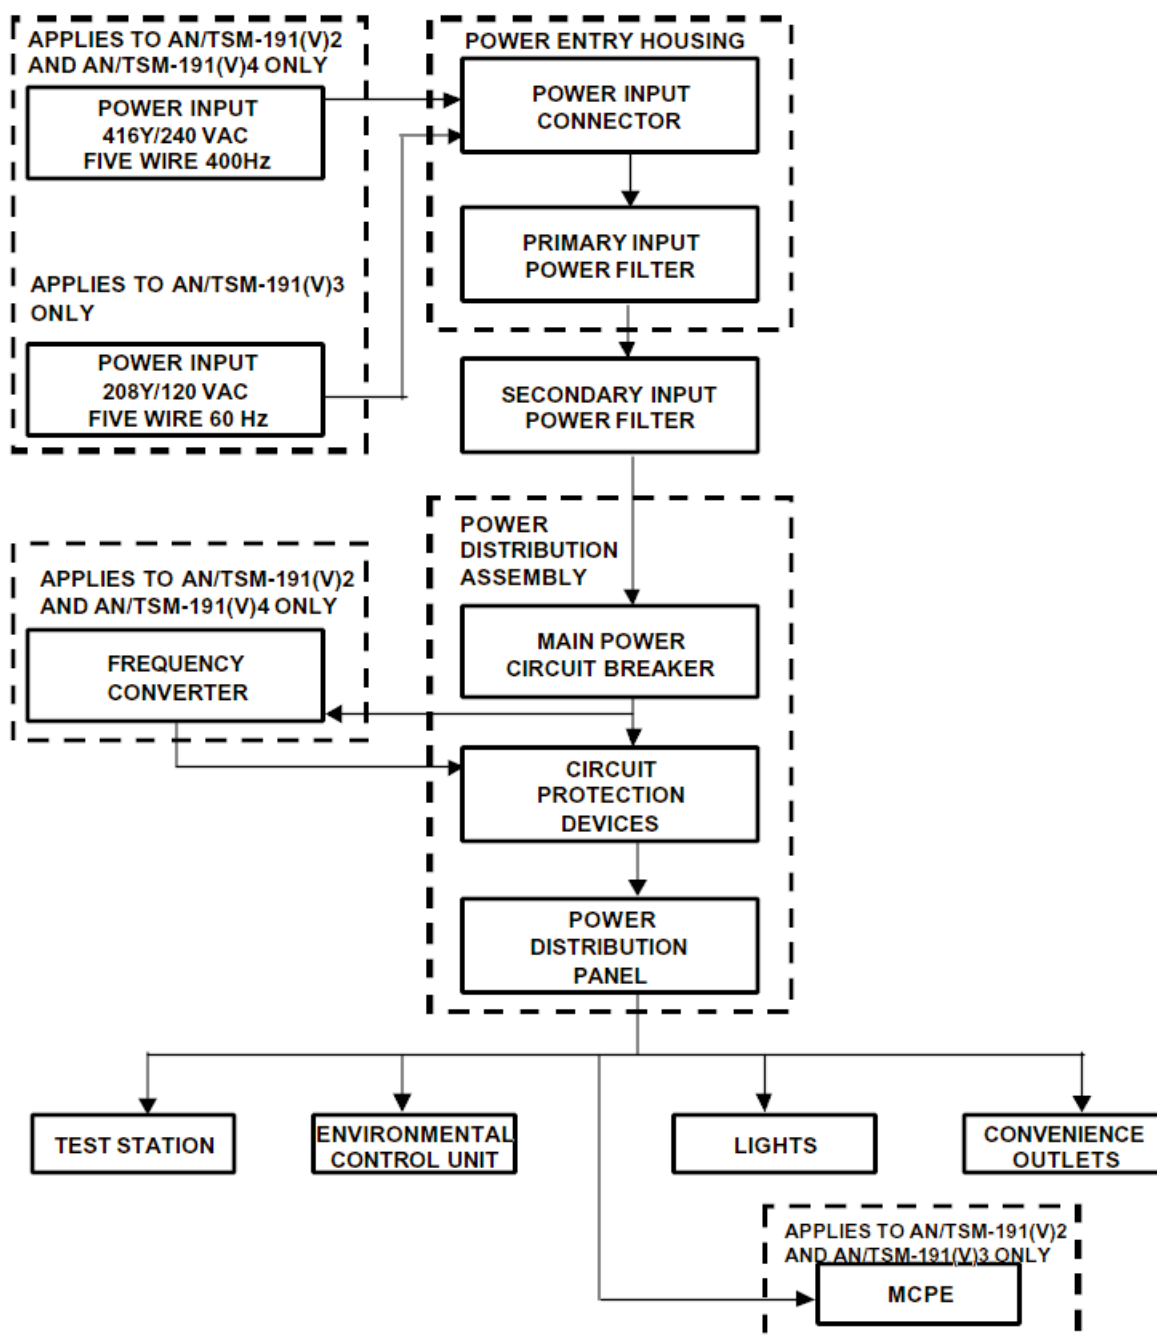 APPLIES TO AN/TSM-191(V)2
AND AN/TSM-191(V)4 ONLY
POWER INPUT
416Y/240 VAC
FIVE WIRE 400Hz
APPLIES TO AN/TSM-191(V)3
ONLY
POWER INPUT
208Y/120 VAC
FIVE WIRE 60 Hz
POWER ENTRY HOUSING
POWER INPUT
CONNECTOR
PRIMARY INPUT
POWER FILTER
SECONDARY INPUT
POWER FILTER
POWER
DISTRIBUTION
ASSEMBLY
MAIN POWER
CIRCUIT BREAKER
APPLIES TO AN/TSM-191(V)2
AND AN/TSM-191(V)4 ONLY
FREQUENCY
CONVERTER
CIRCUIT
PROTECTION
DEVICES
POWER
DISTRIBUTION
PANEL
TEST STATION
ENVIRONMENTAL
CONTROL UNIT
LIGHTS
CONVENIENCE
OUTLETS
APPLIES TO AN/TSM-191(V)2
AND AN/TSM-191(V)3 ONLY
MCPE